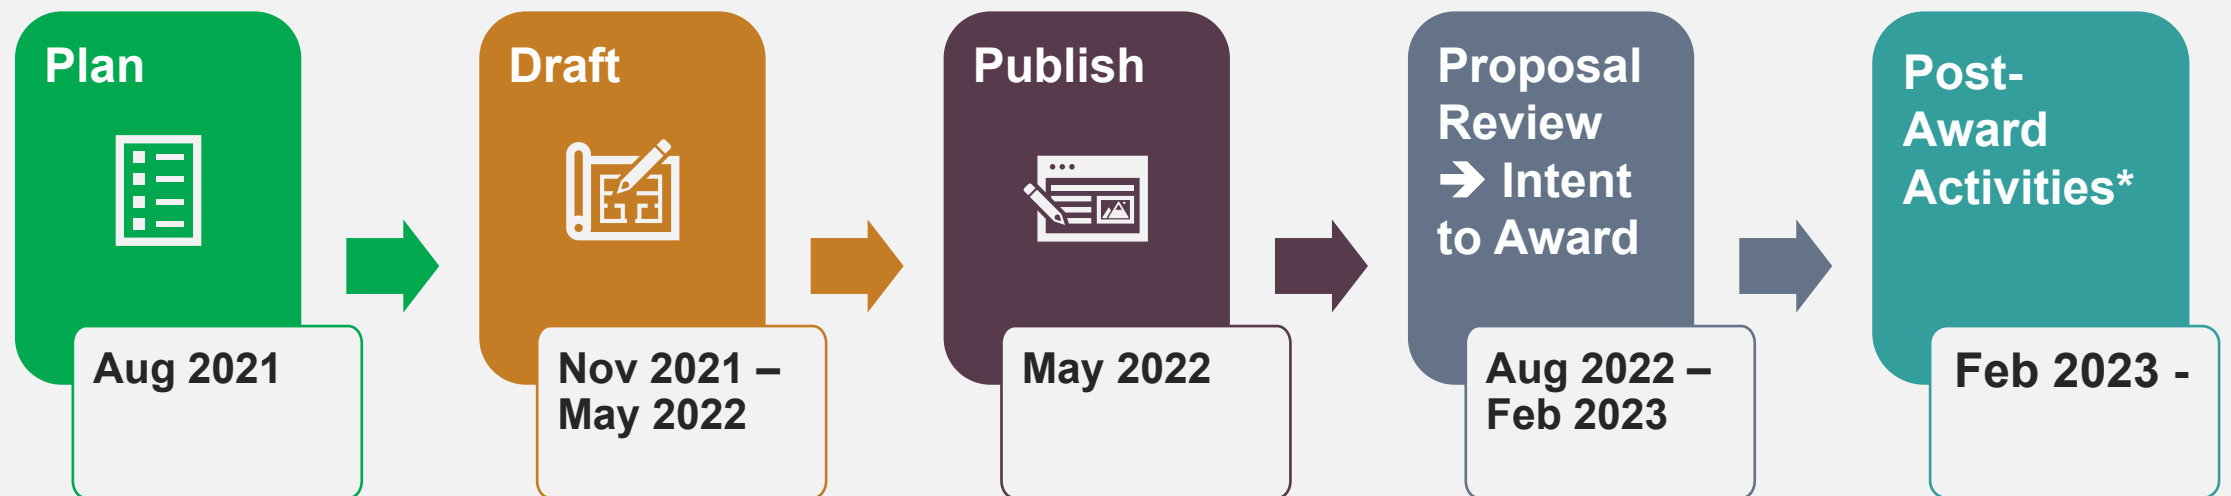 Plan
Aug 2021
Draft
Nov 2021 –
May 2022
Publish
May 2022
Proposal
Review
➔ Intent
to Award
Aug 2022 –
Feb 2023
Post-
Award
Activities*
Feb 2023 -